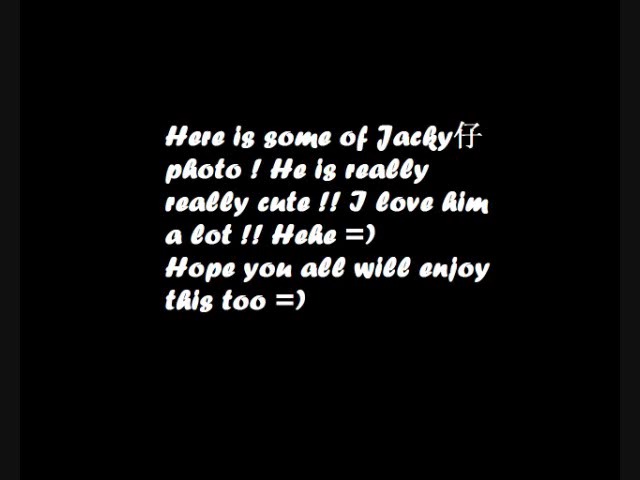 Here is some of Jacky仔
photo ! He is really
really cute !! I love him
a lot !! Hehe =)
Hope you all will enjoy
this too =)